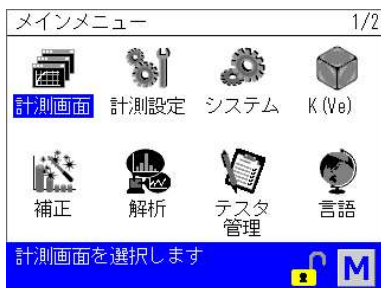 メインメニュー 1/2
計測画面 計測設定 システム K(Ve)
補正 解析 テスタ管理 言語
計測画面を選択します M